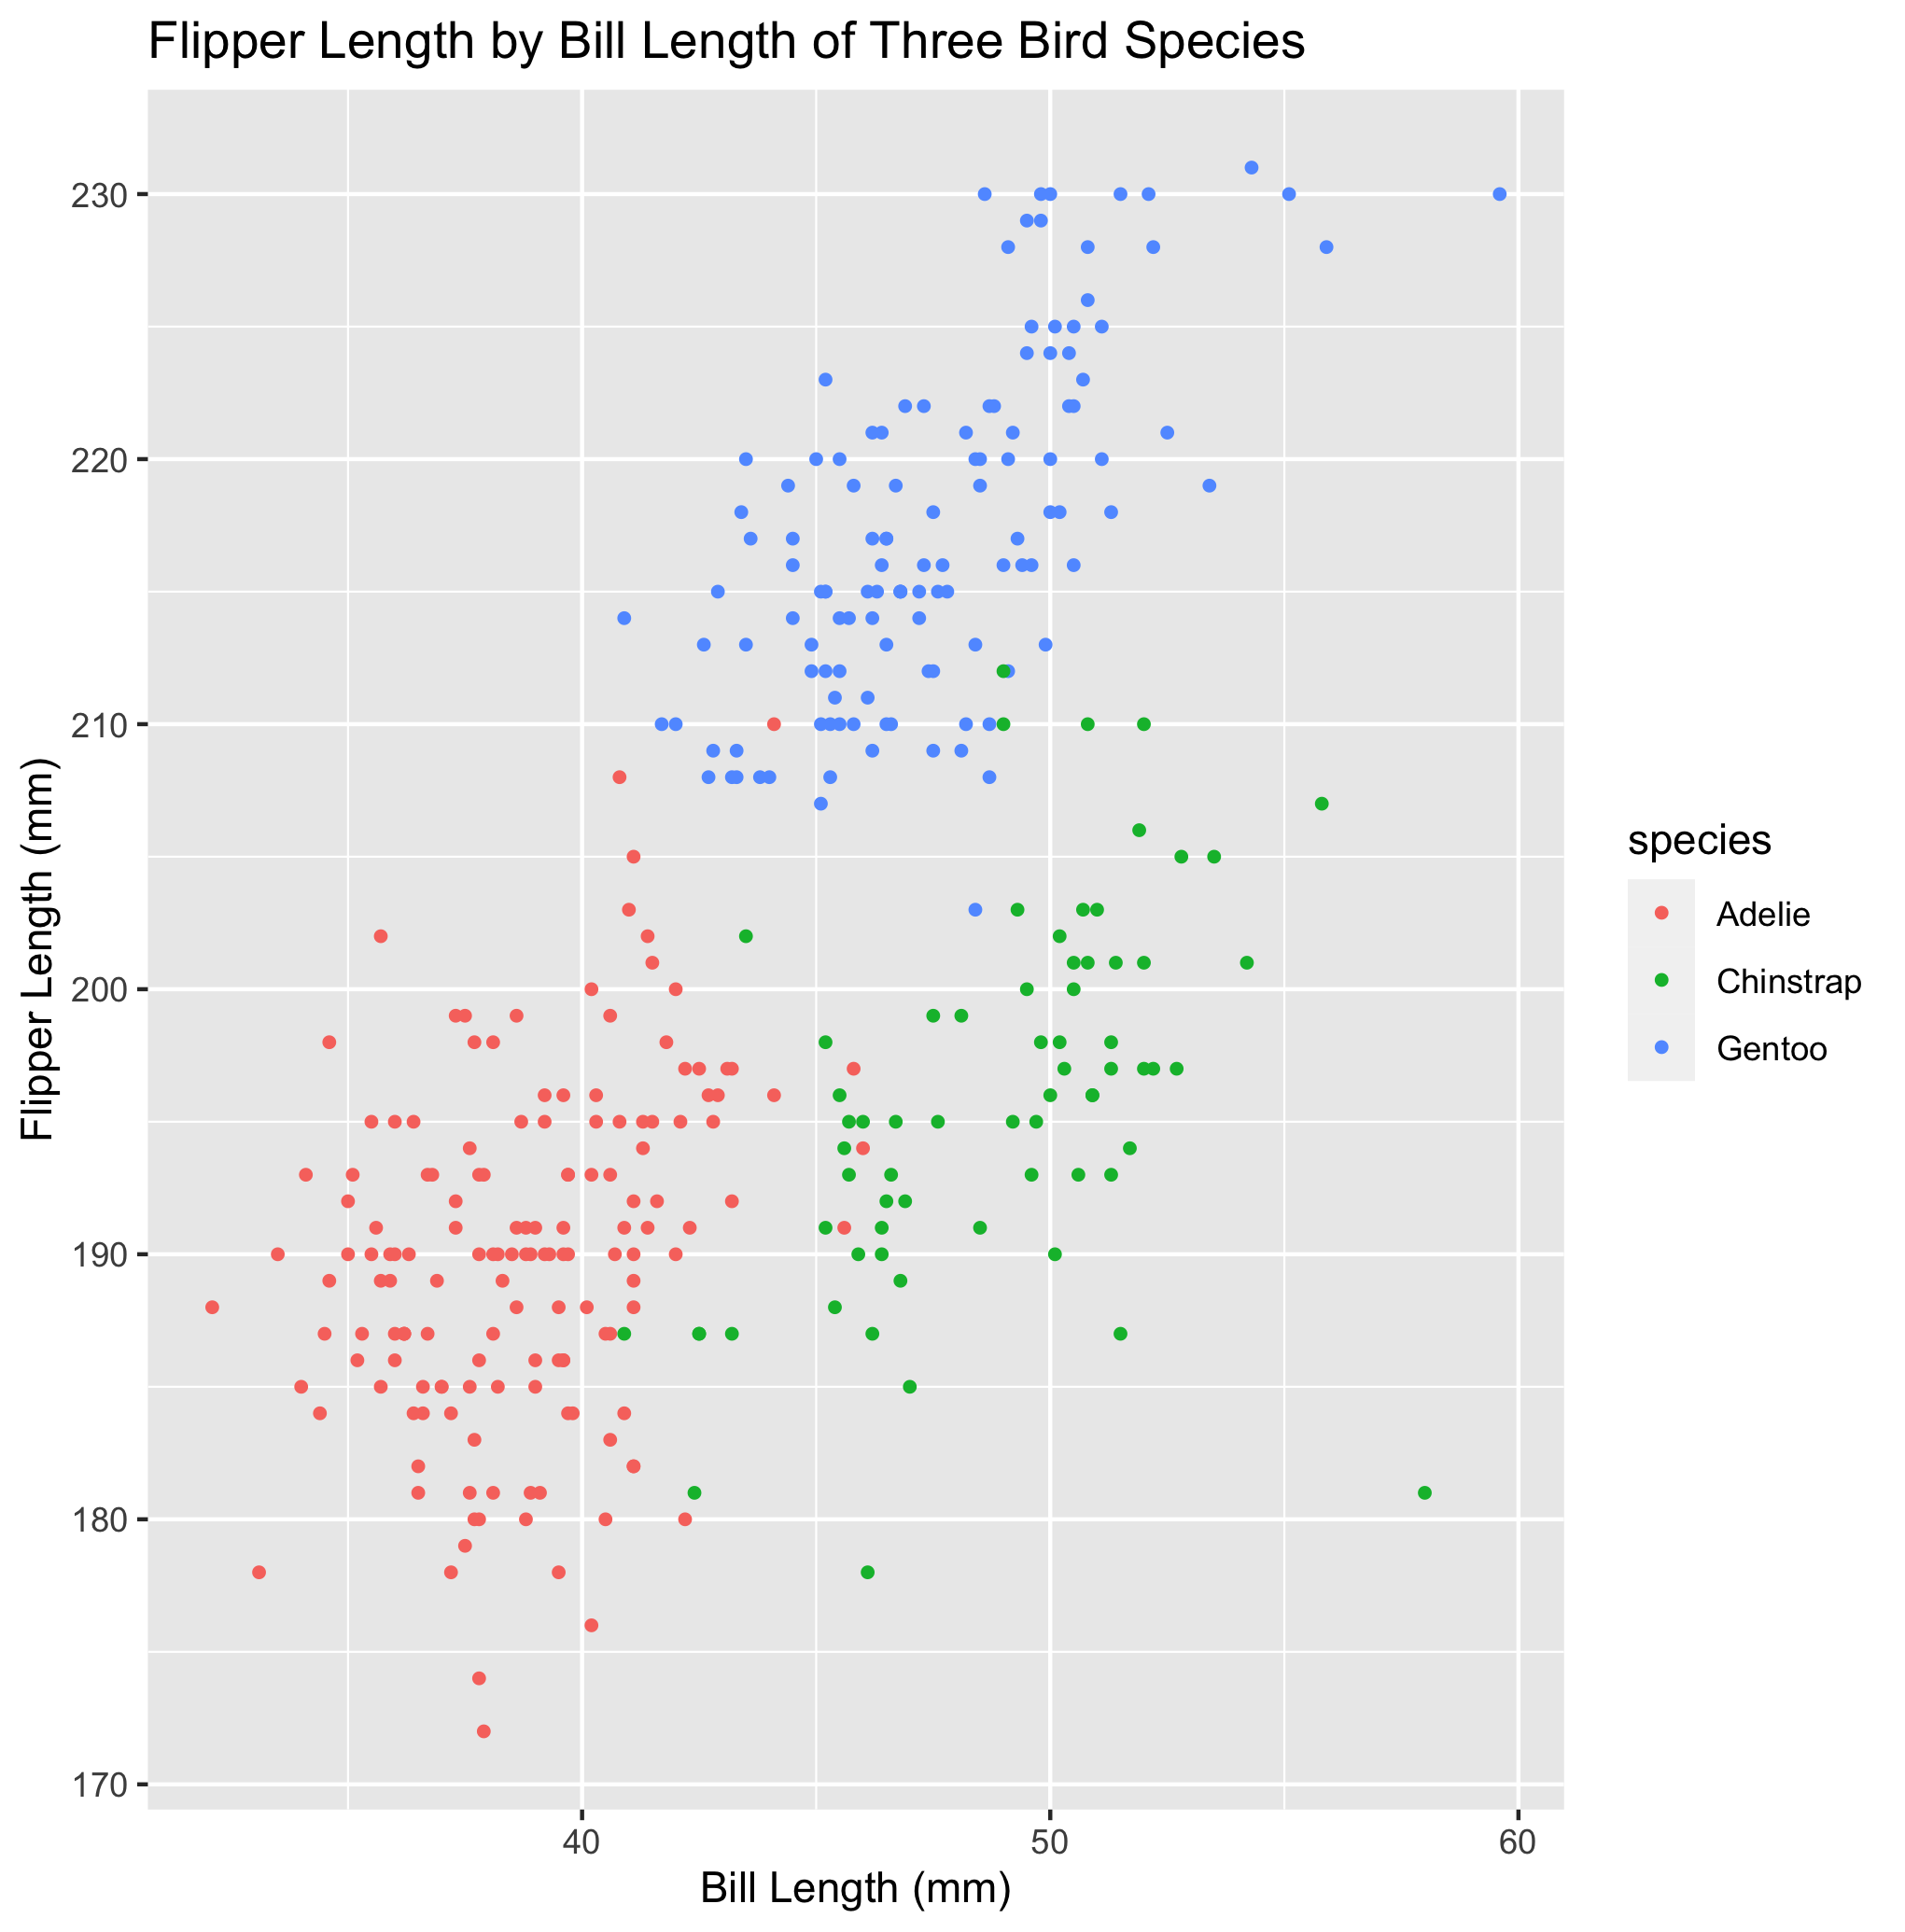 Flipper Length by Bill Length of Three Bird Species
Flipper Length (mm)
230
220
210
200
190
180
170
40 50 60
Bill Length (mm)
species
Adelie
Chinstrap
Gentoo